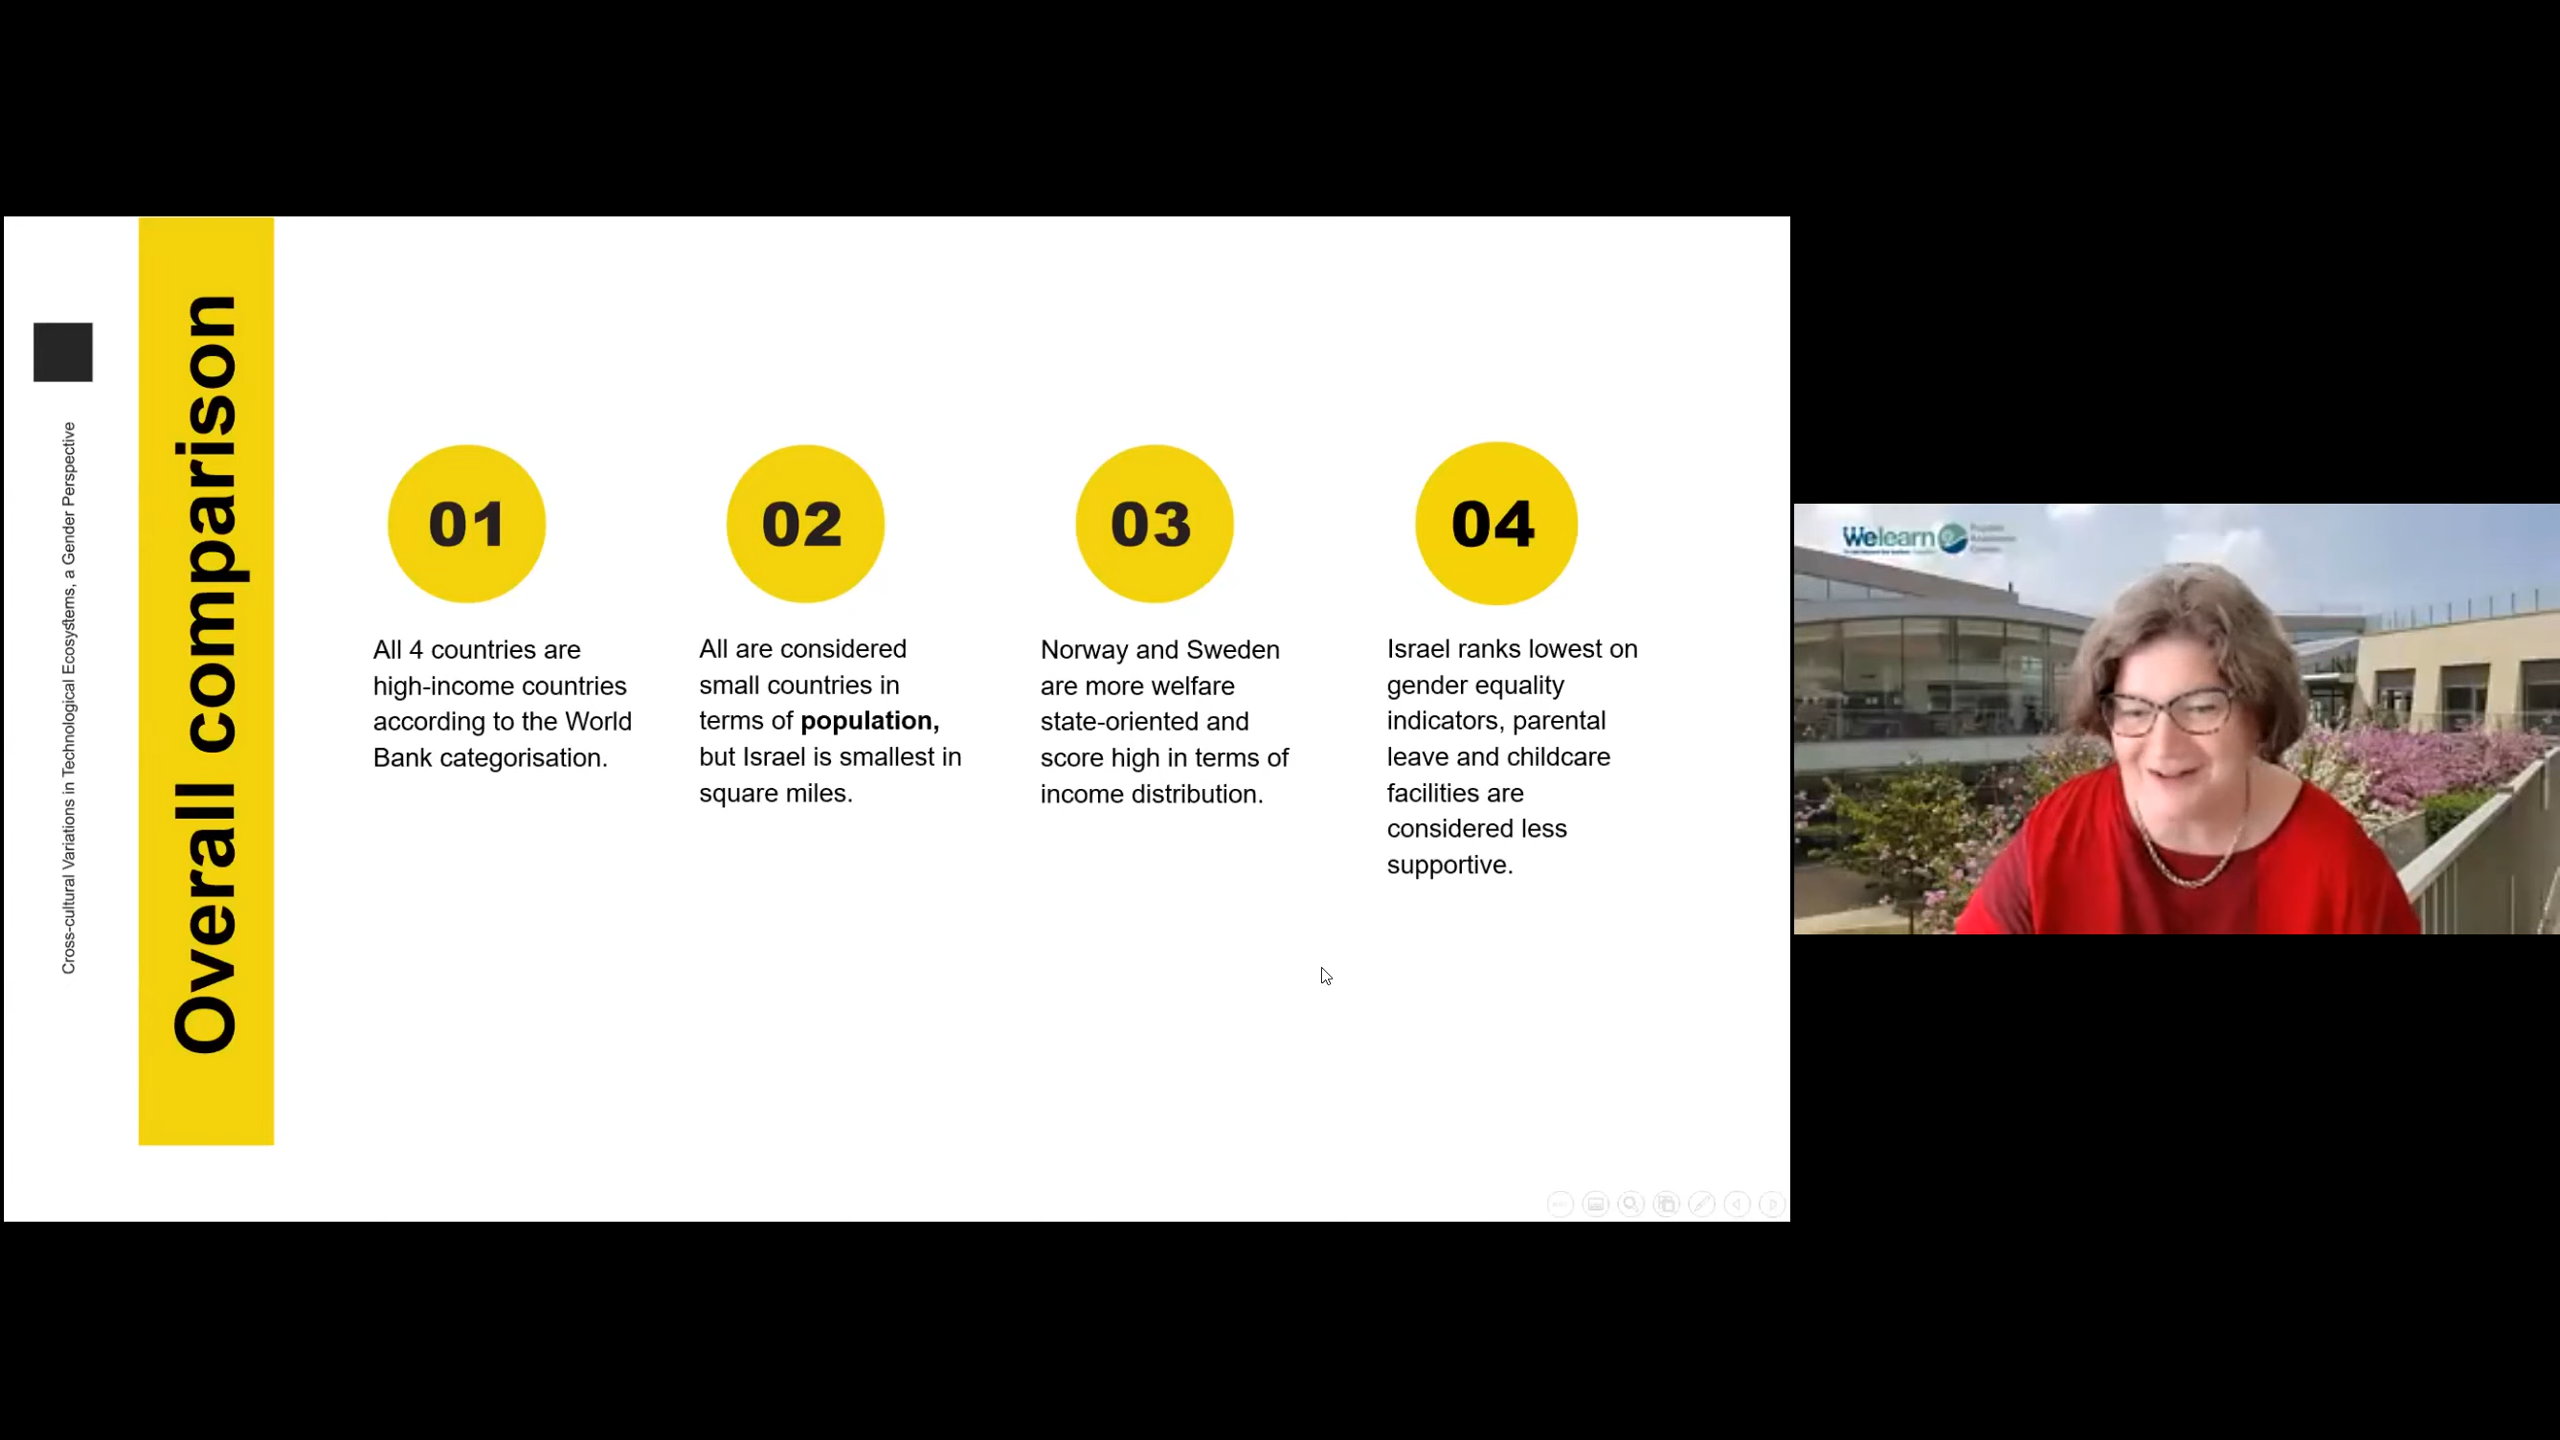 Cross-cultural Variations in Technological Ecosystems, a Gender Perspective
Overall comparison
01
All 4 countries are
high-income countries
according to the World
Bank categorisation.
02
All are considered
small countries in
terms of population,
but Israel is smallest in
square miles.
03
Norway and Sweden
are more welfare
state-oriented and
score high in terms of
income distribution.
04
Israel ranks lowest on
gender equality
indicators, parental
leave and childcare
facilities are
considered less
supportive.
Welearn